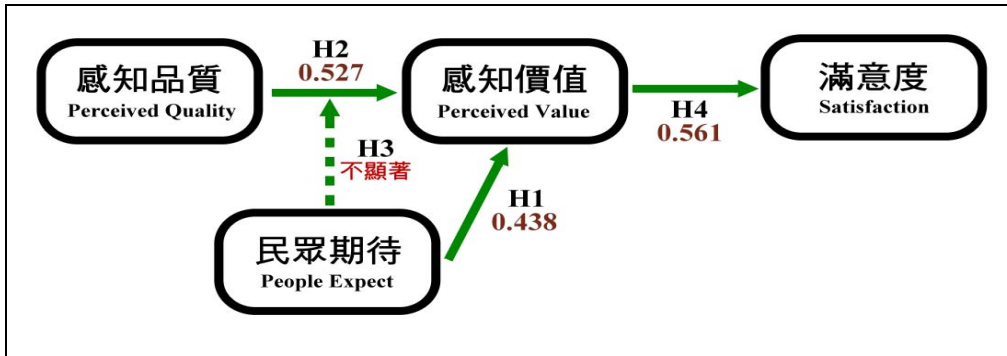 感知品質
Perceived Quality
H2
0.527
感知價值
Perceived Value
H4
0.561
滿意度
Satisfaction
H3
不顯著
H1
0.438
民眾期待
People Expect